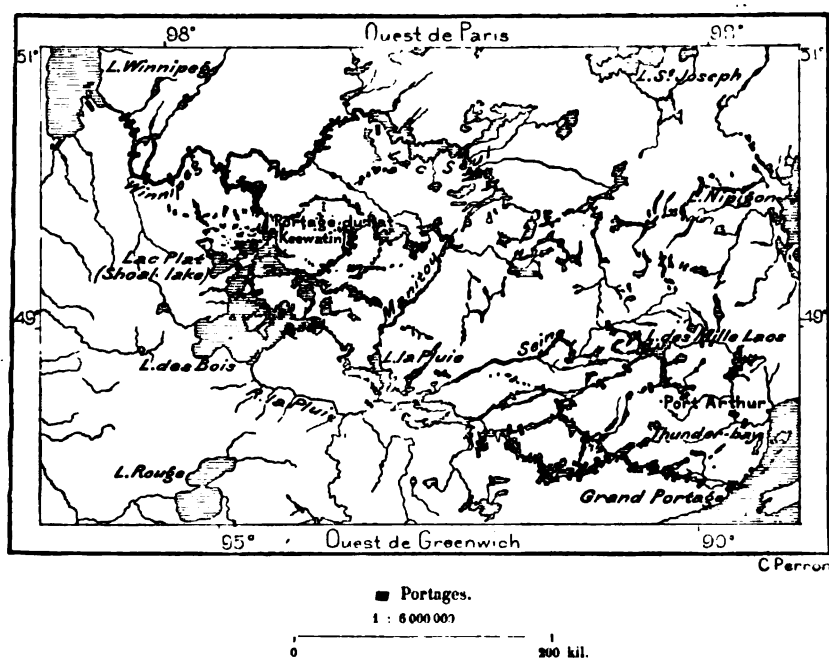 98° Ouest de Paris
51° 51°
L. Winnipeg
L. St Joseph
Winnipeg
L. Nipigon
Portage du Rat
(Keewatin)
Lac Plat
(Shoal lake)
Manitou
49° 49°
Seine
L. des Mille Lacs
L. la Pluie
L. des Bois
R. la Pluie
Port Arthur
Thunder-bay
L. Rouge
Grand Portage
95° Ouest de Greenwich 90°
C Perron
Portages.
1 : 6 000 000
0 200 kil.